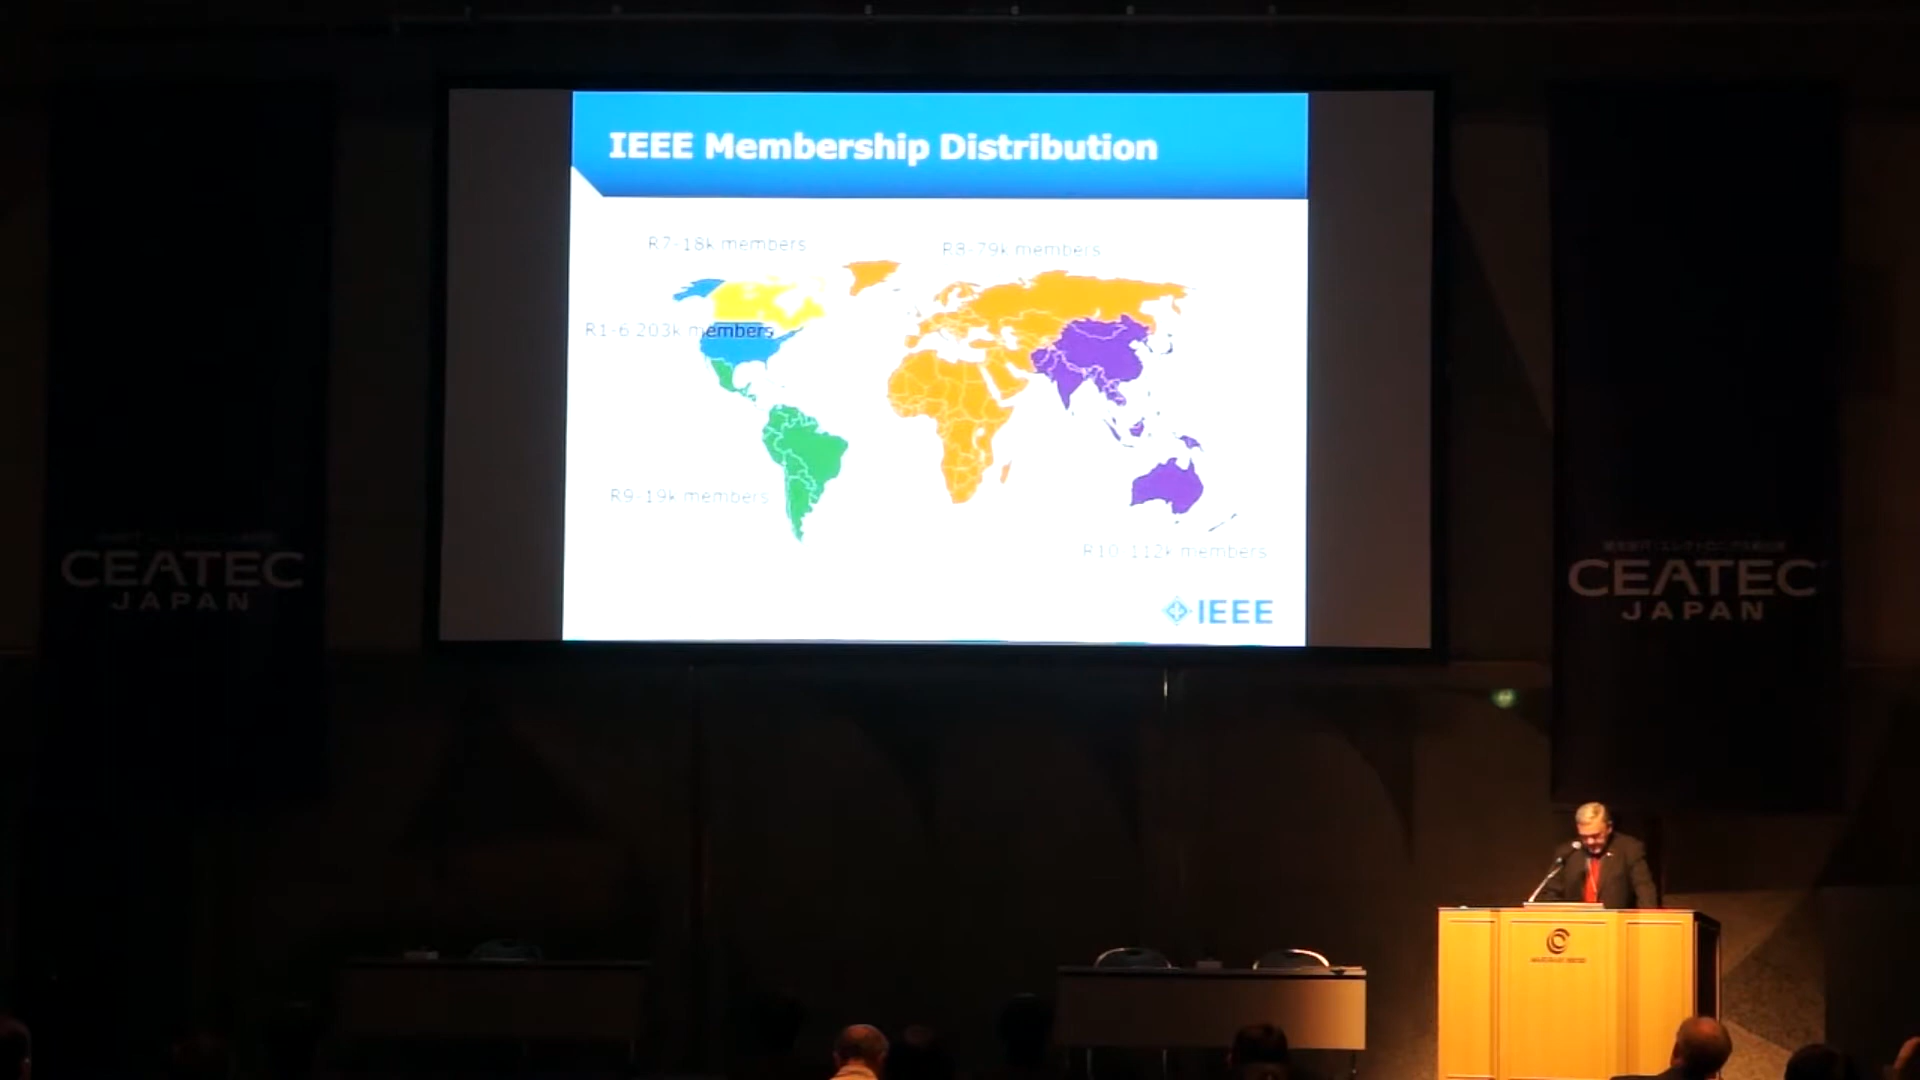 IEEE Membership Distribution
R7-18k members
R8-79k members
R1-6 203k members
R9-19k members
R10-112k members
IEEE
CEATEC
JAPAN
CEATEC
JAPAN